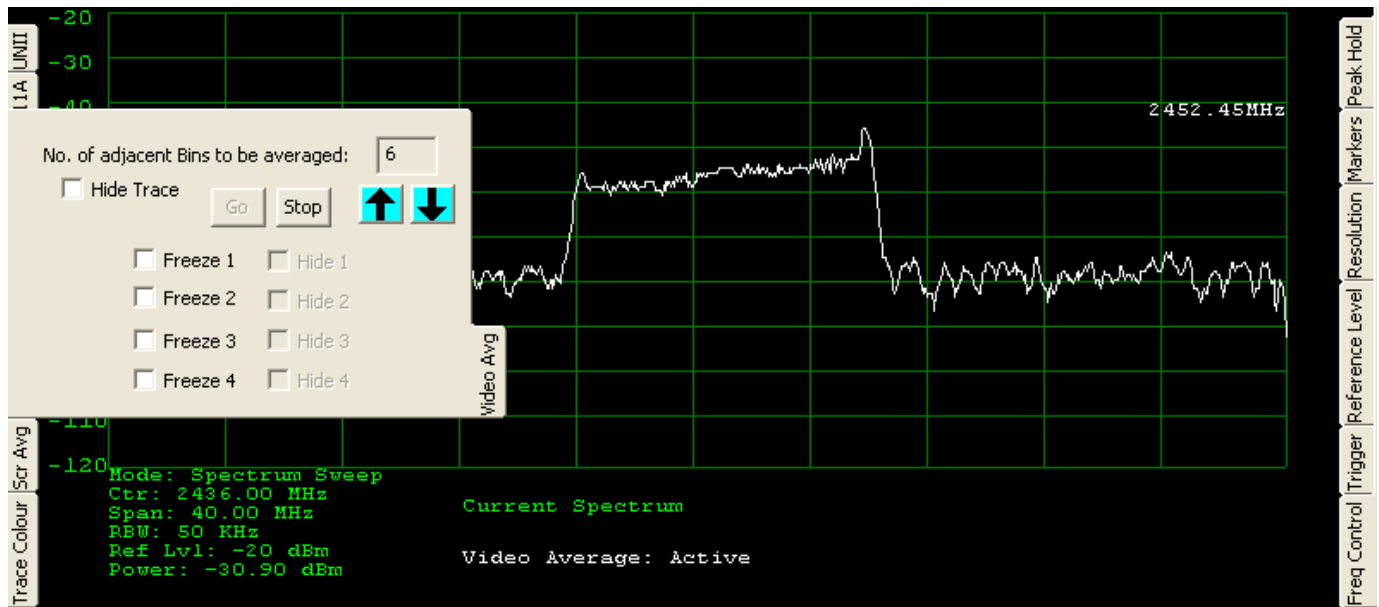 -20
UNII
-30
11A
-40
2452.45MHz
No. of adjacent Bins to be averaged: 6
Hide Trace
Go Stop
Freeze 1 Hide 1
Freeze 2 Hide 2
Freeze 3 Hide 3
Freeze 4 Hide 4
Video Avg
-110
Scr Avg
-120
Trace Colour
Mode: Spectrum Sweep
Ctr: 2436.00 MHz
Span: 40.00 MHz
RBW: 50 KHz
Ref Lvl: -20 dBm
Power: -30.90 dBm
Current Spectrum
Video Average: Active
Peak Hold
Markers
Resolution
Reference Level
Trigger
Freq Control